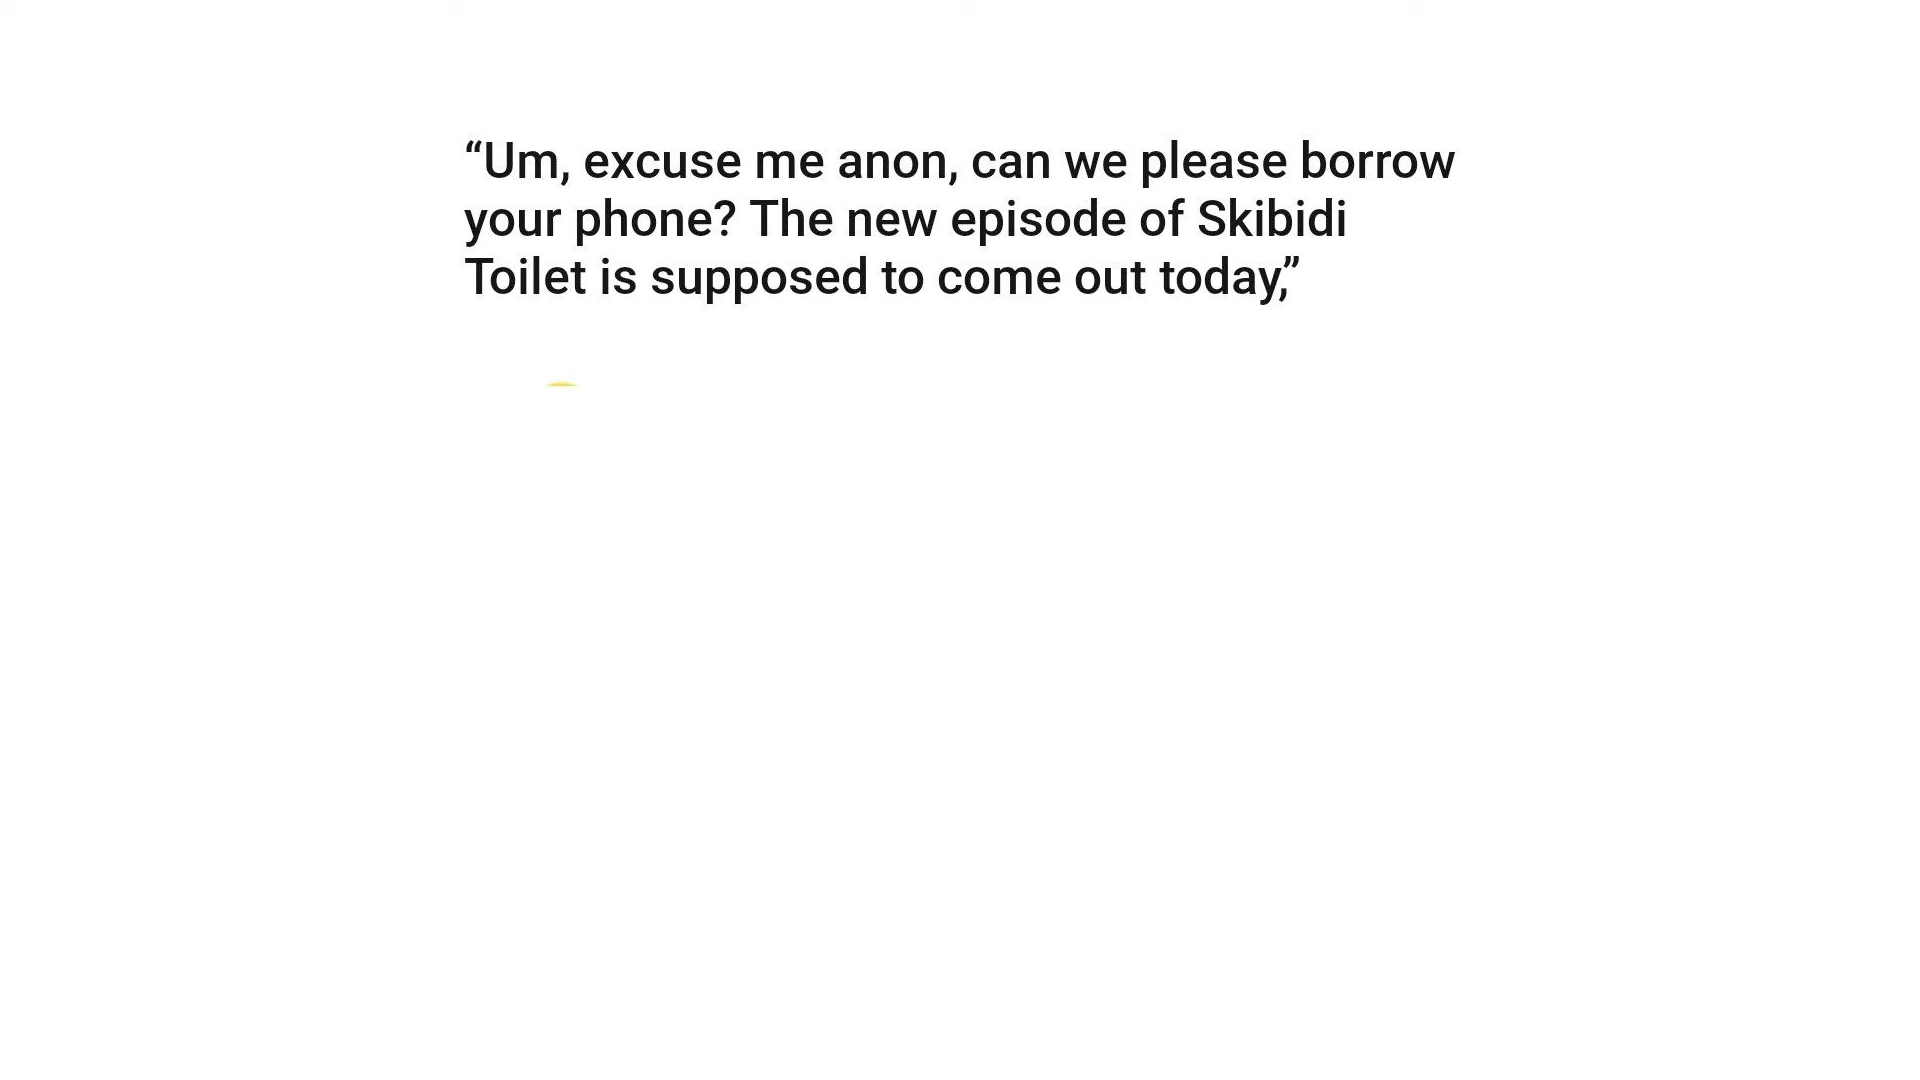 “Um, excuse me anon, can we please borrow
your phone? The new episode of Skibidi
Toilet is supposed to come out today,”